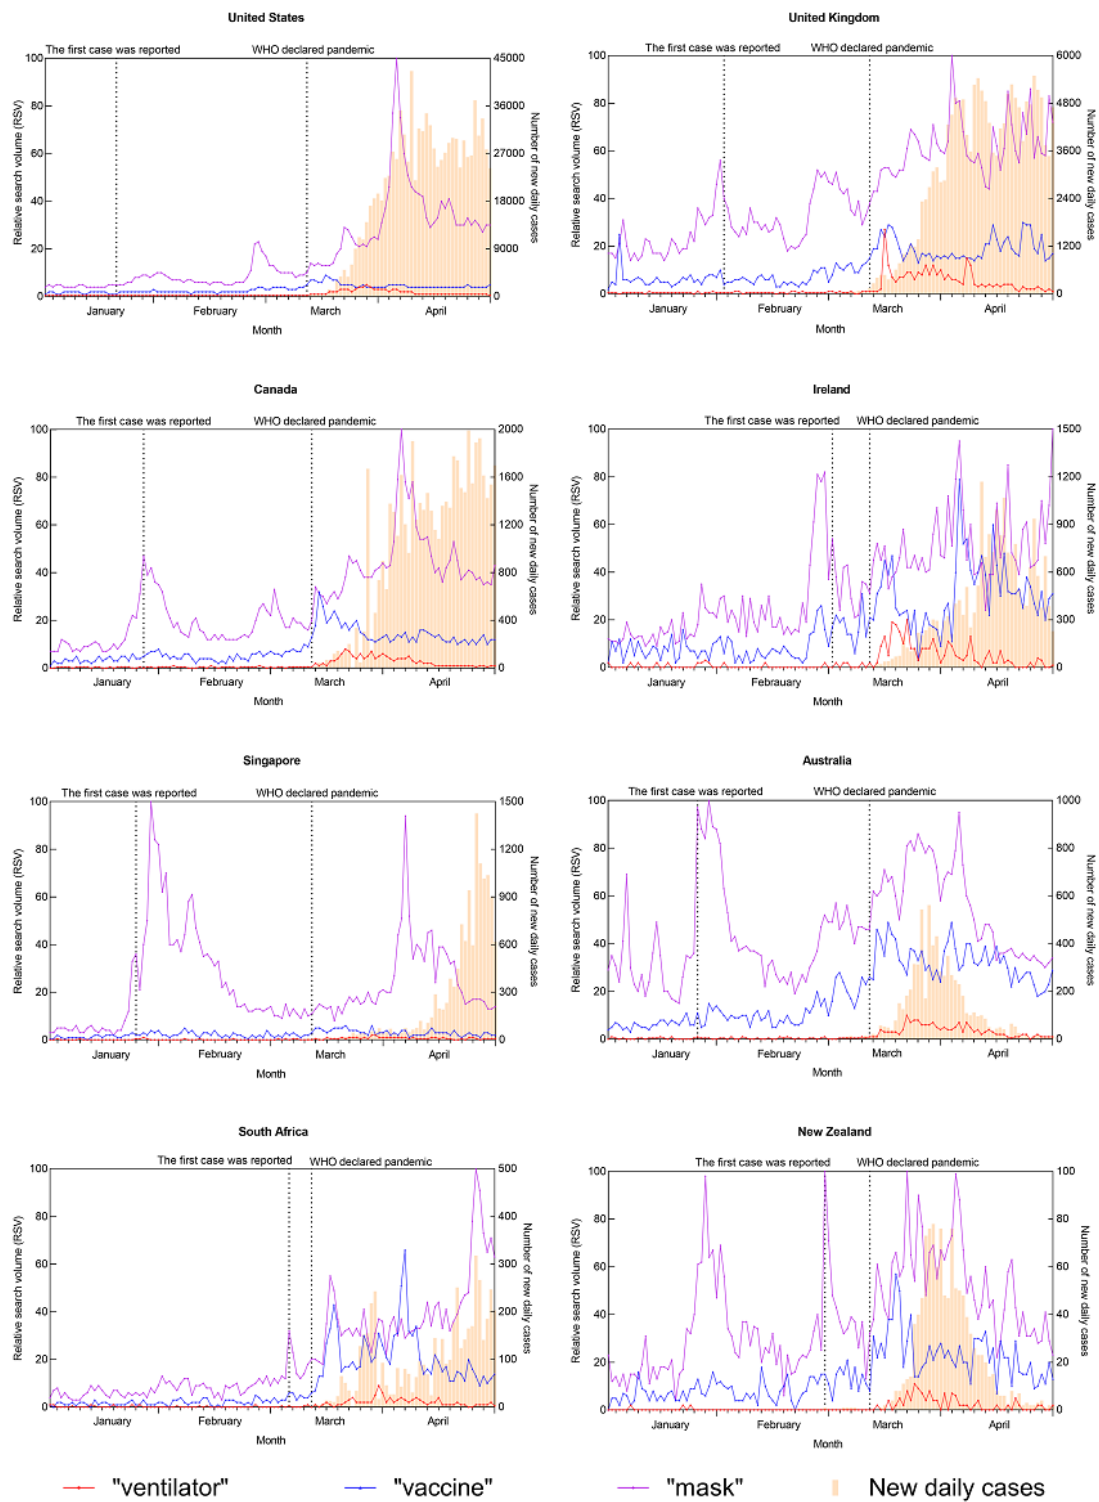 United States
The first case was reported WHO declared pandemic
Relative search volume (RSV)
100
80
60
40
20
0
45000
36000
27000
18000
9000
0
Number of new daily cases
January February March April
Month
United Kingdom
The first case was reported WHO declared pandemic
Relative search volume (RSV)
100
80
60
40
20
0
6000
4800
3600
2400
1200
0
Number of new daily cases
January February March April
Month
Canada
The first case was reported WHO declared pandemic
Relative search volume (RSV)
100
80
60
40
20
0
2000
1600
1200
800
400
0
Number of new daily cases
January February March April
Month
Ireland
The first case was reported WHO declared pandemic
Relative search volume (RSV)
100
80
60
40
20
0
1500
1200
900
600
300
0
Number of new daily cases
January Febrauary March April
Month
Singapore
The first case was reported WHO declared pandemic
Relative search volume (RSV)
100
80
60
40
20
0
1500
1200
900
600
300
0
Number of new daily cases
January February March April
Month
Australia
The first case was reported WHO declared pandemic
Relative search volume (RSV)
100
80
60
40
20
0
1000
800
600
400
200
0
Number of new daily cases
January February March April
Month
South Africa
The first case was reported WHO declared pandemic
Relative search volume (RSV)
100
80
60
40
20
0
500
400
300
200
100
0
Number of new daily cases
January February March April
Month
New Zealand
The first case was reported WHO declared pandemic
Relative search volume (RSV)
100
80
60
40
20
0
100
80
60
40
20
0
Number of new daily cases
January February March April
Month
"ventilator" "vaccine" "mask" New daily cases